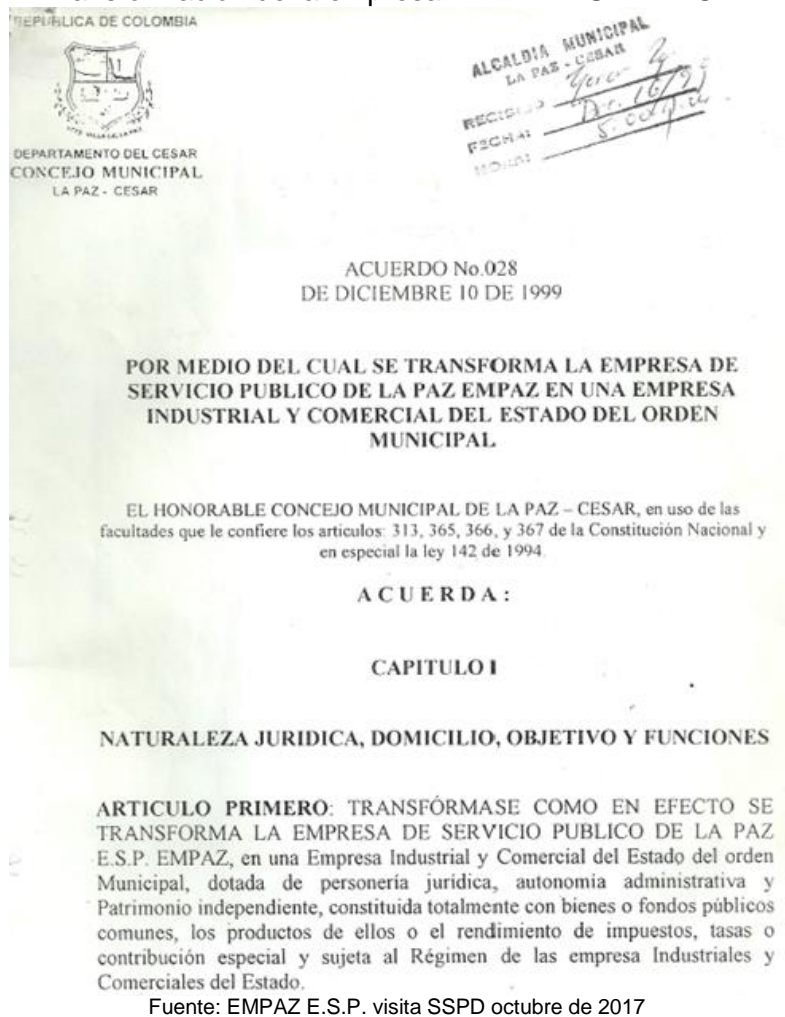 REPUBLICA DE COLOMBIA
DEPARTAMENTO DEL CESAR
CONCEJO MUNICIPAL
LA PAZ - CESAR
ALCALDIA MUNICIPAL
LA PAZ - CESAR
RECIBIDO
FECHA:
Dic. 16/99
HORA:
ACUERDO No.028
DE DICIEMBRE 10 DE 1999
POR MEDIO DEL CUAL SE TRANSFORMA LA EMPRESA DE
SERVICIO PUBLICO DE LA PAZ EMPAZ EN UNA EMPRESA
INDUSTRIAL Y COMERCIAL DEL ESTADO DEL ORDEN
MUNICIPAL
EL HONORABLE CONCEJO MUNICIPAL DE LA PAZ – CESAR, en uso de las
facultades que le confiere los articulos: 313, 365, 366, y 367 de la Constitución Nacional y
en especial la ley 142 de 1994.
A C U E R D A :
CAPITULO I
NATURALEZA JURIDICA, DOMICILIO, OBJETIVO Y FUNCIONES
ARTICULO PRIMERO: TRANSFÓRMASE COMO EN EFECTO SE
TRANSFORMA LA EMPRESA DE SERVICIO PUBLICO DE LA PAZ
E.S.P. EMPAZ, en una Empresa Industrial y Comercial del Estado del orden
Municipal, dotada de personería jurídica, autonomía administrativa y
Patrimonio independiente, constituida totalmente con bienes o fondos públicos
comunes, los productos de ellos o el rendimiento de impuestos, tasas o
contribución especial y sujeta al Régimen de las empresa Industriales y
Comerciales del Estado.
Fuente: EMPAZ E.S.P. visita SSPD octubre de 2017